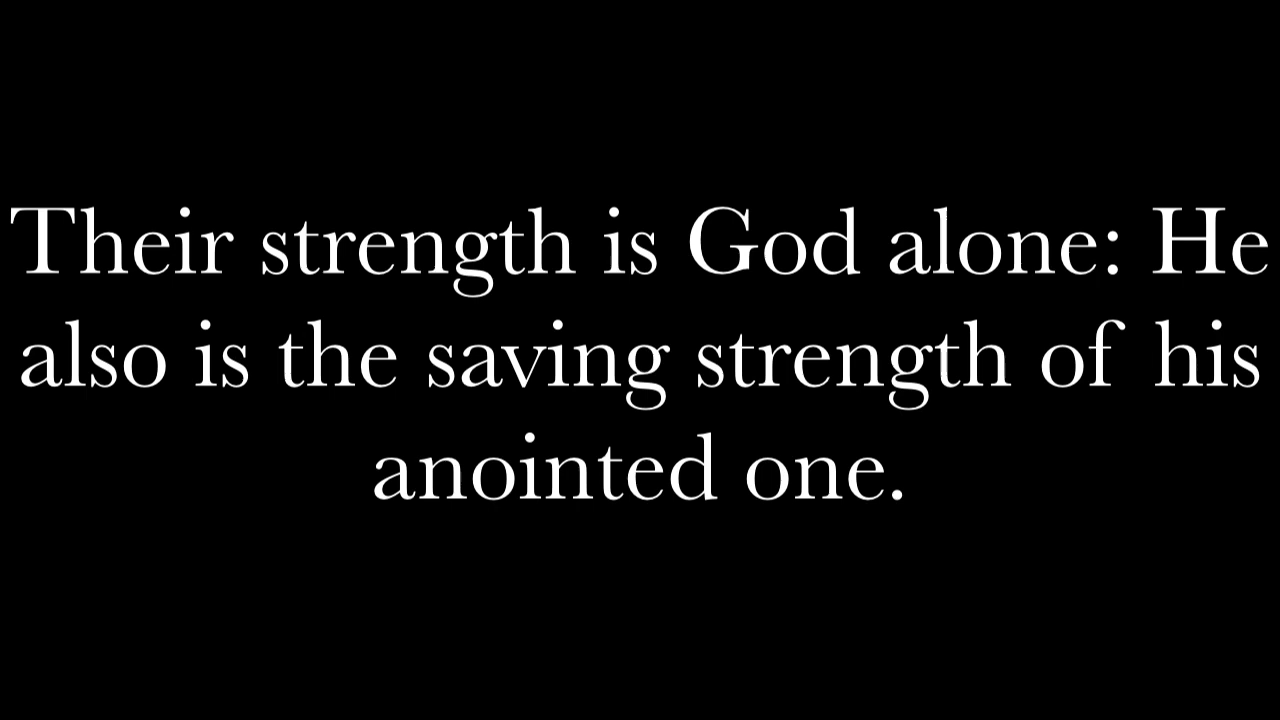 Their strength is God alone: He
also is the saving strength of his
anointed one.